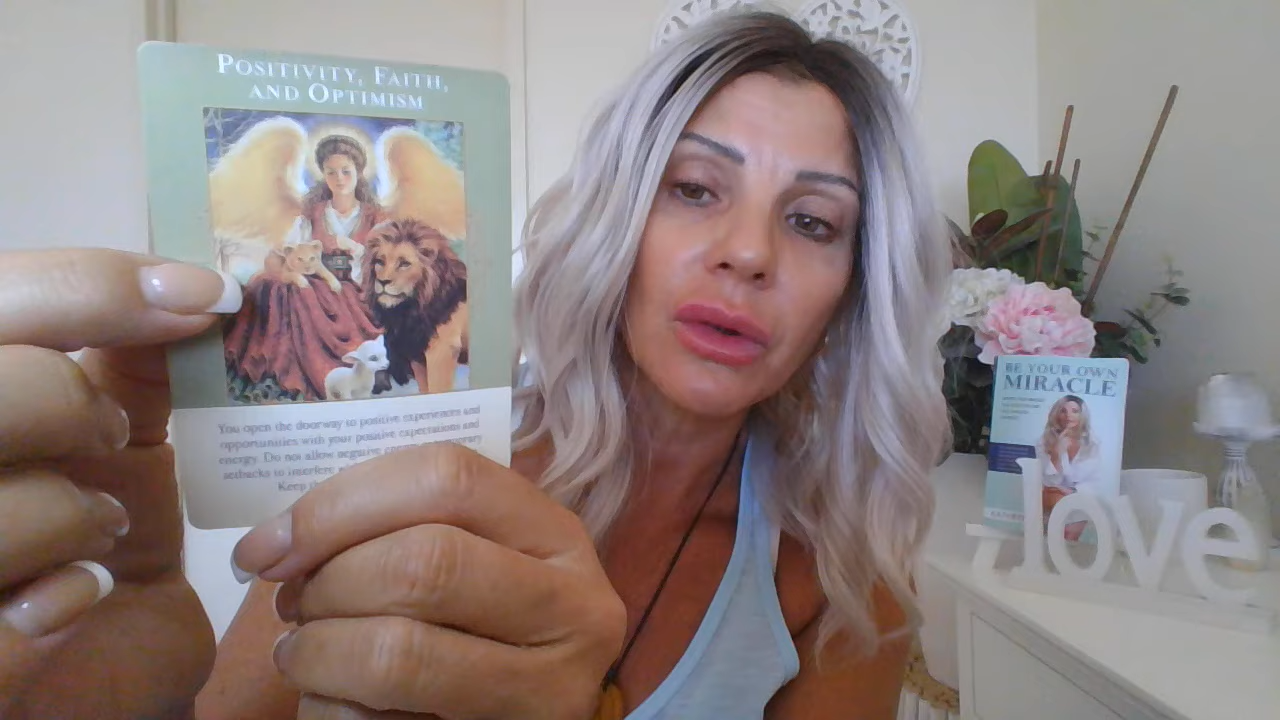 POSITIVITY, FAITH,
AND OPTIMISM
You open the doorway to positive experiences and
opportunities with your positive expectations and
energy. Do not allow negative
setbacks to interfere
Keep
BE YOUR OWN
MIRACLE
love